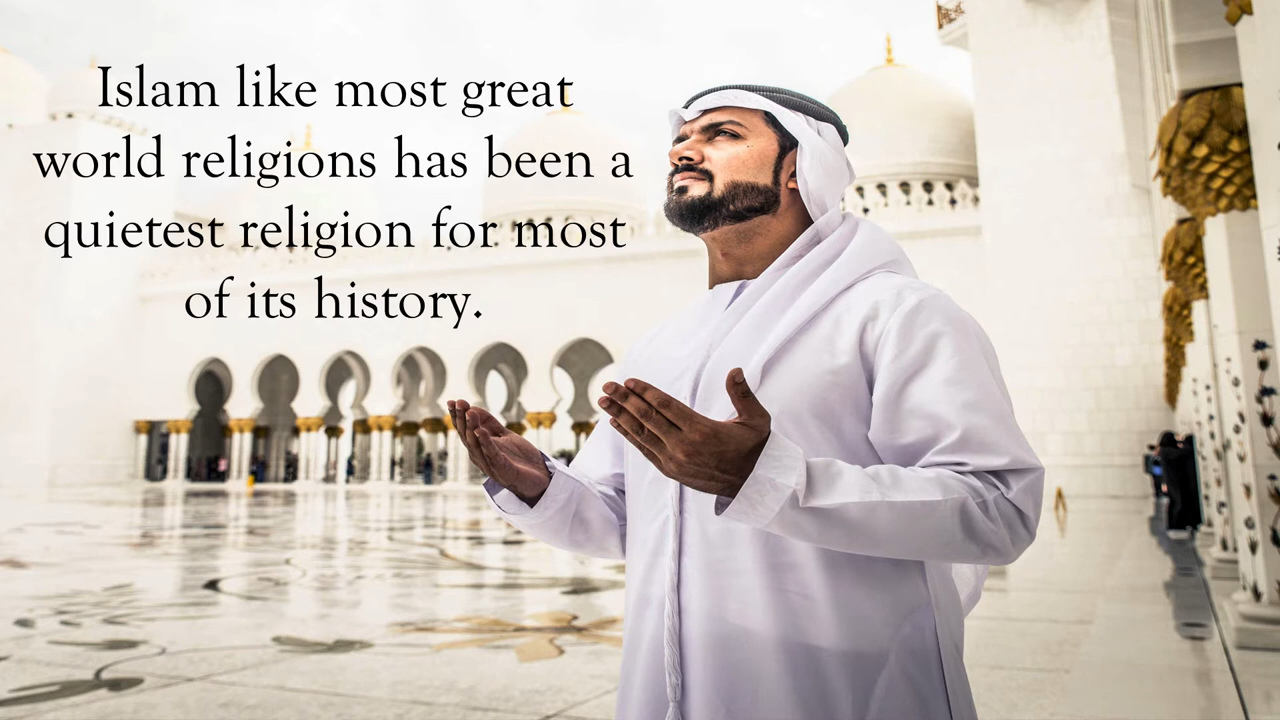 Islam like most great
world religions has been a
quietest religion for most
of its history.